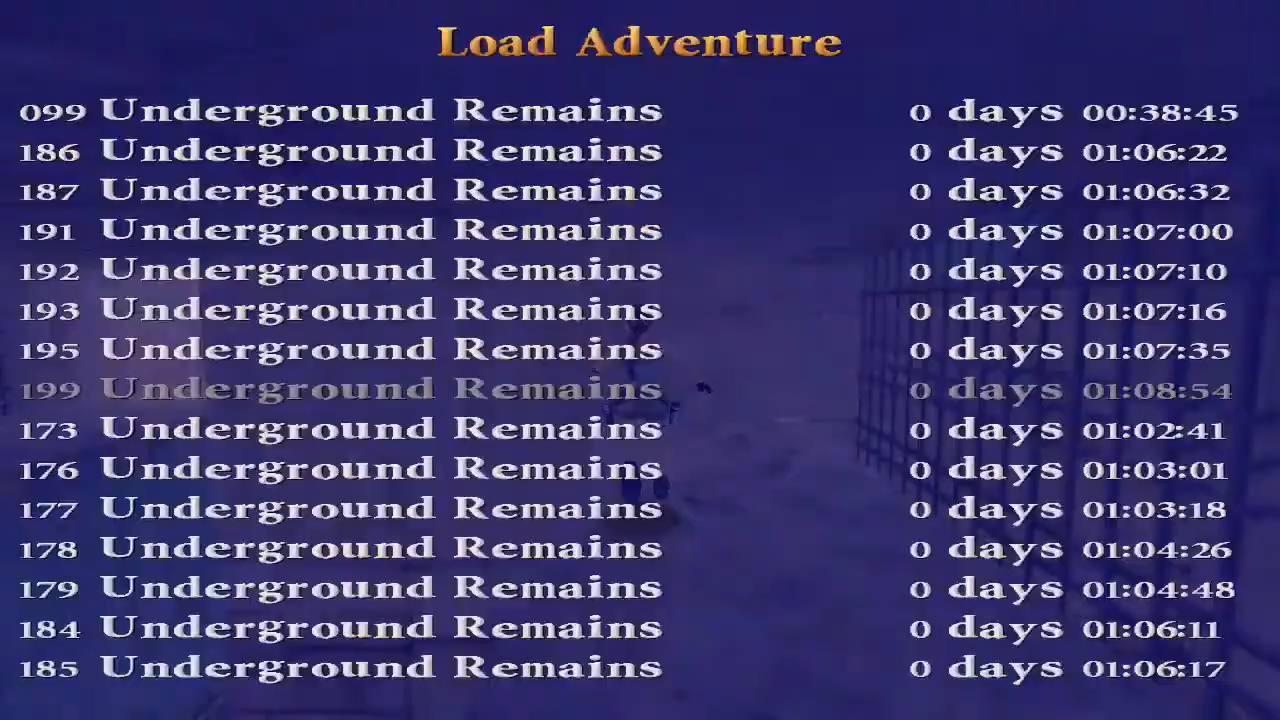 Load Adventure
099 Underground Remains 0 days 00:38:45
186 Underground Remains 0 days 01:06:22
187 Underground Remains 0 days 01:06:32
191 Underground Remains 0 days 01:07:00
192 Underground Remains 0 days 01:07:10
193 Underground Remains 0 days 01:07:16
195 Underground Remains 0 days 01:07:35
199 Underground Remains 0 days 01:08:54
173 Underground Remains 0 days 01:02:41
176 Underground Remains 0 days 01:03:01
177 Underground Remains 0 days 01:03:18
178 Underground Remains 0 days 01:04:26
179 Underground Remains 0 days 01:04:48
184 Underground Remains 0 days 01:06:11
185 Underground Remains 0 days 01:06:17